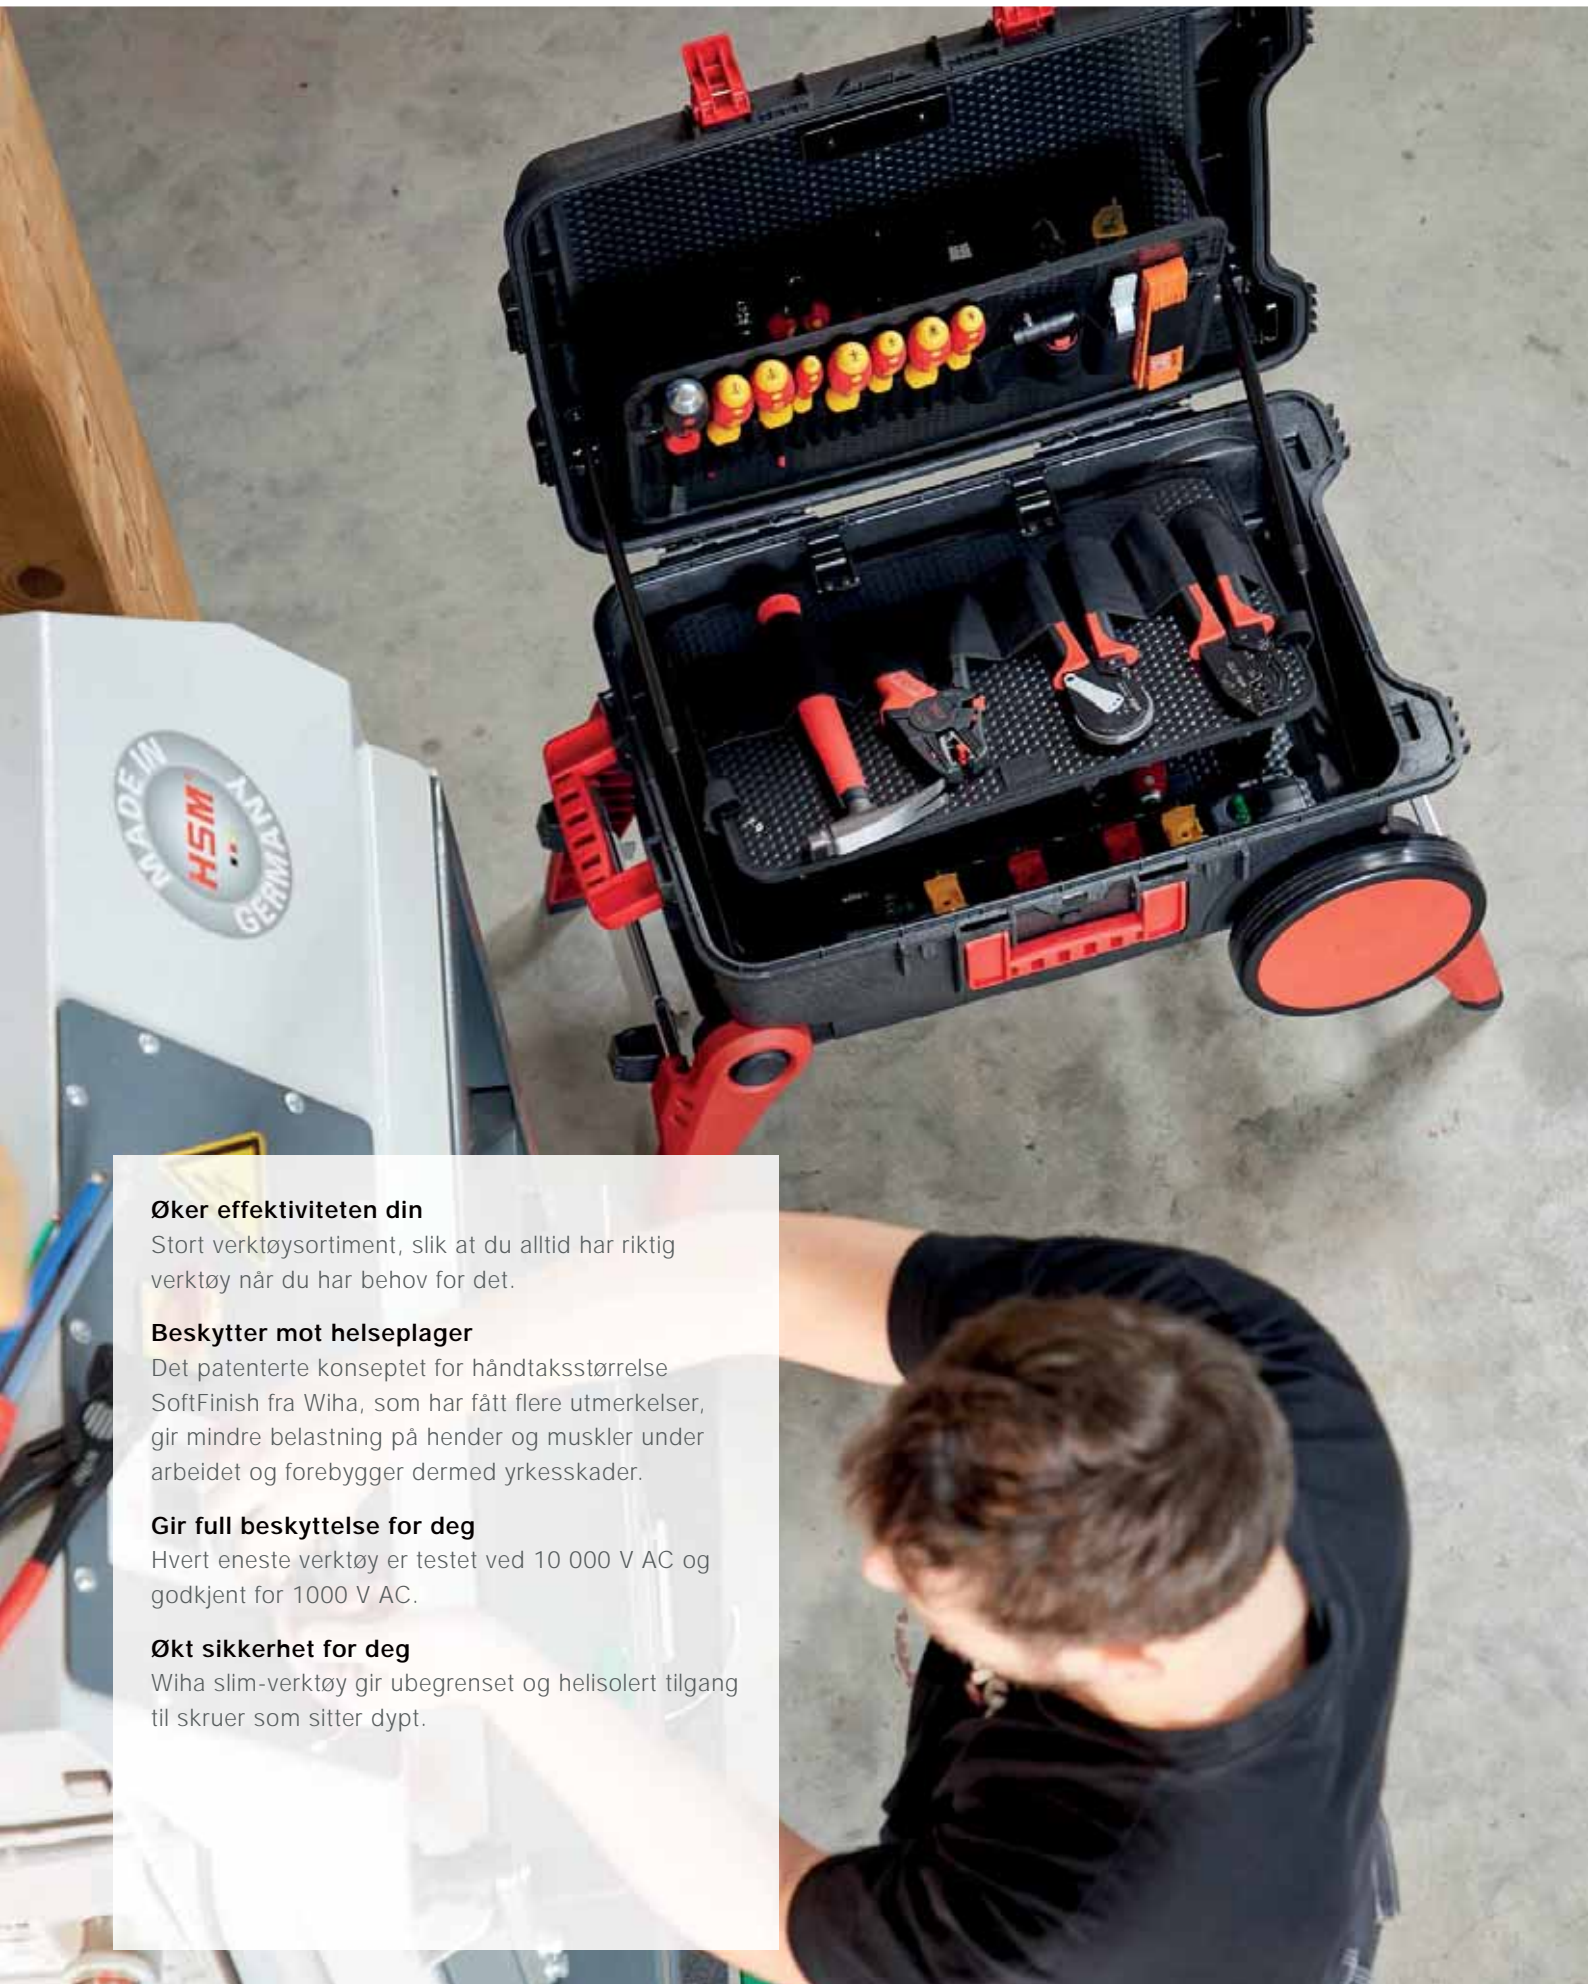 MADE IN
HSM
GERMANY
Øker effektiviteten din
Stort verktøysortiment, slik at du alltid har riktig
verktøy når du har behov for det.
Beskytter mot helseplager
Det patenterte konseptet for håndtaksstørrelse
SoftFinish fra Wiha, som har fått flere utmerkelser,
gir mindre belastning på hender og muskler under
arbeidet og forebygger dermed yrkesskader.
Gir full beskyttelse for deg
Hvert eneste verktøy er testet ved 10 000 V AC og
godkjent for 1000 V AC.
Økt sikkerhet for deg
Wiha slim-verktøy gir ubegrenset og helisolert tilgang
til skruer som sitter dypt.